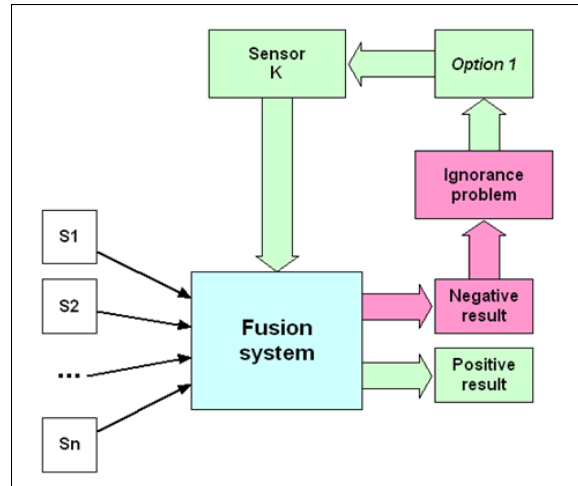 Sensor
K
Option 1
Ignorance
problem
S1
S2
...
Sn
Fusion
system
Negative
result
Positive
result